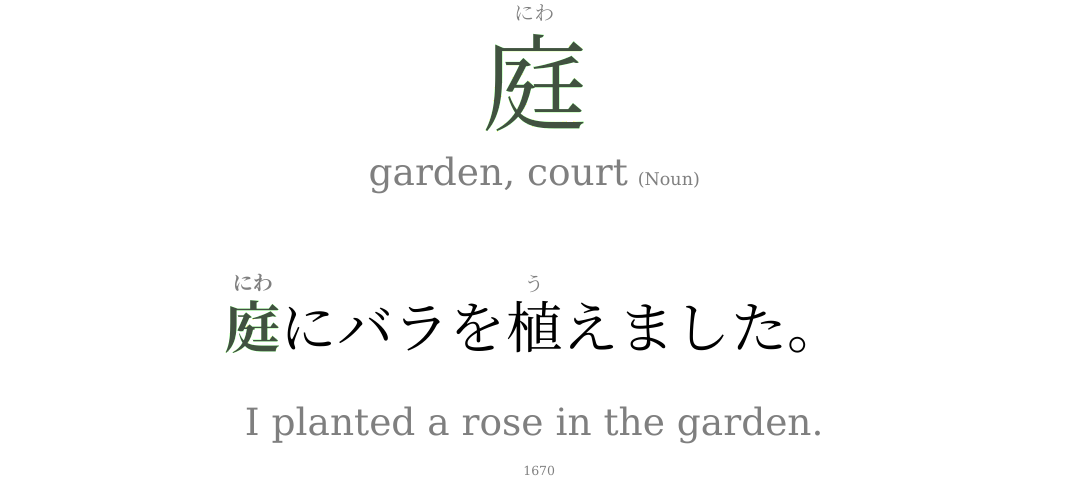 にわ
庭
garden, court (Noun)
にわ う
庭にバラを植えました。
I planted a rose in the garden.
1670